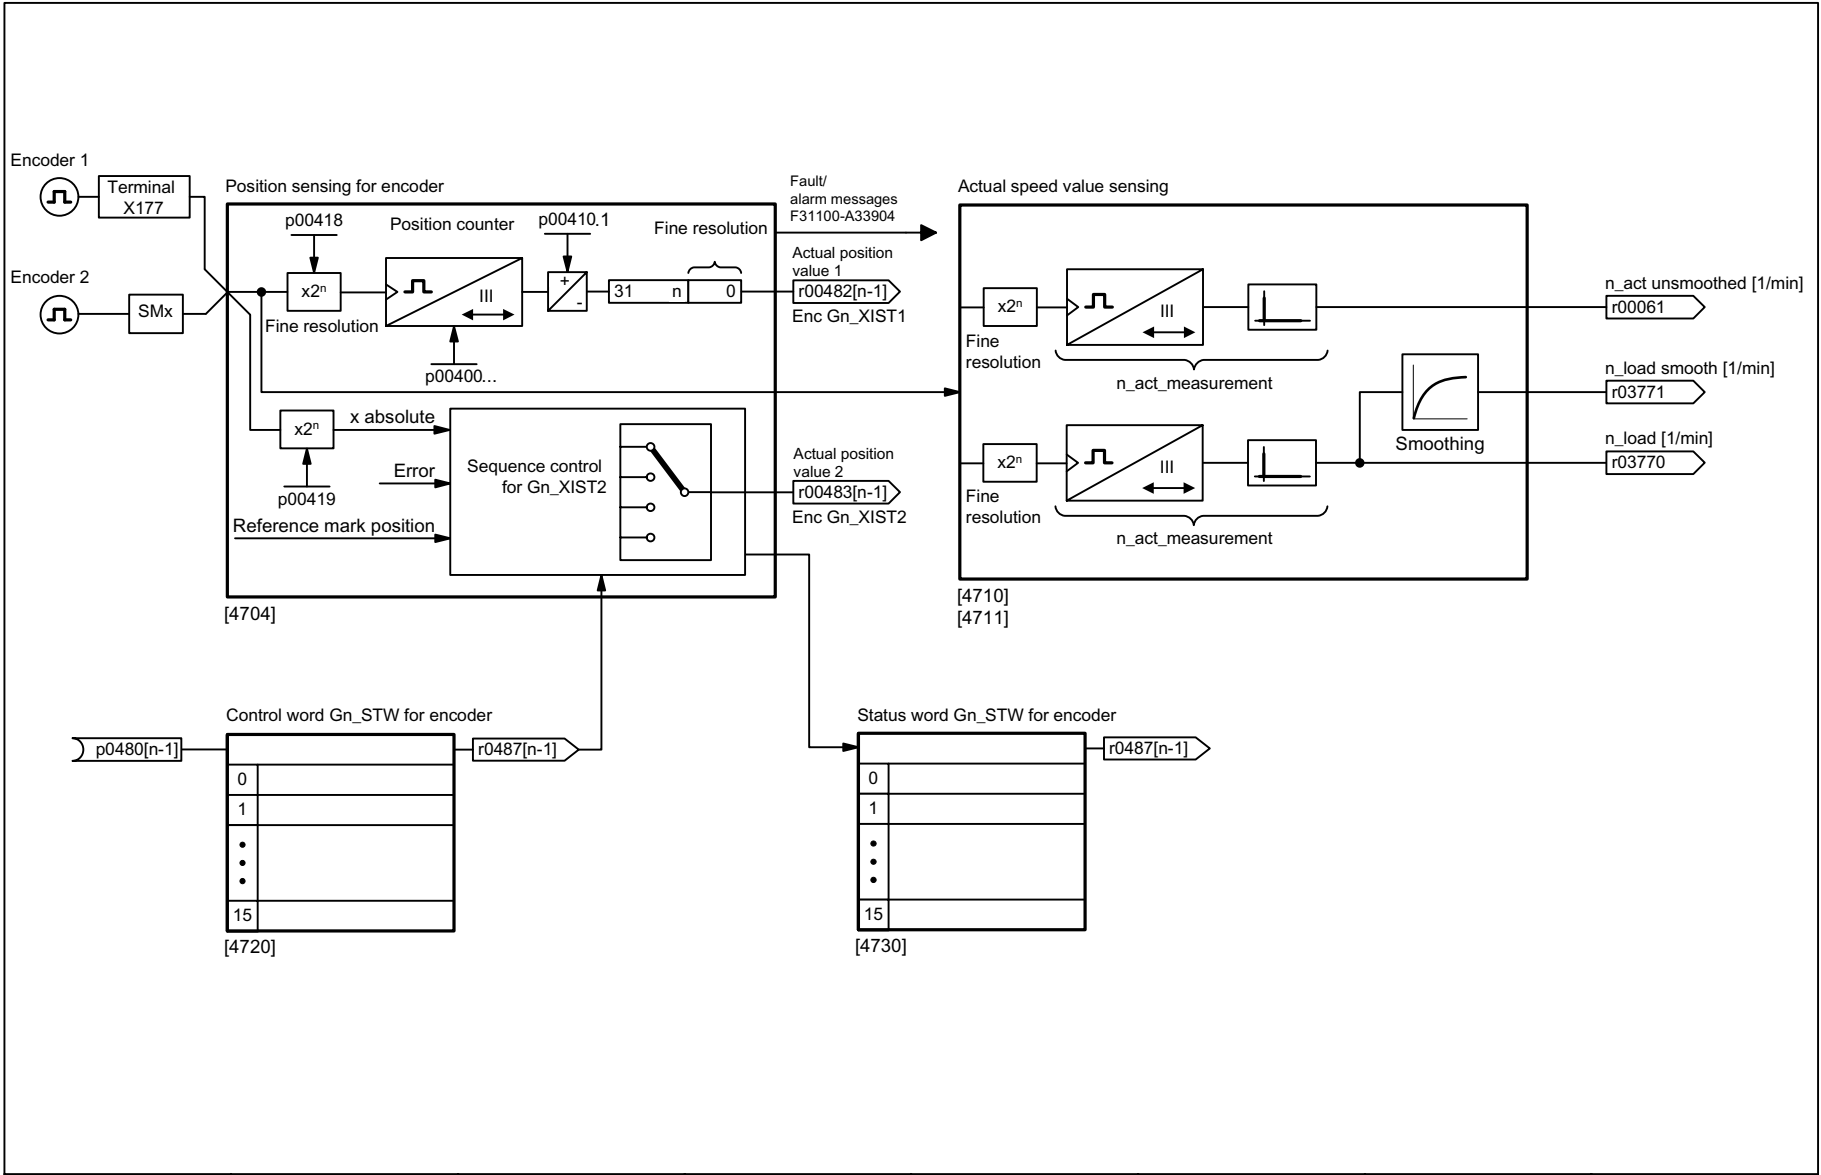 Encoder 1
Terminal
X177
Encoder 2
SMx
Position sensing for encoder
p00418
Position counter
p00410.1
Fine resolution
x2ⁿ
III
+
-
31 n 0
Fine resolution
p00400...
x2ⁿ
x absolute
p00419
Error
Reference mark position
Sequence control
for Gn_XIST2
[4704]
Fault/
alarm messages
F31100-A33904
Actual position
value 1
r00482[n-1]
Enc Gn_XIST1
Actual position
value 2
r00483[n-1]
Enc Gn_XIST2
Actual speed value sensing
x2ⁿ
III
Fine
resolution
n_act_measurement
x2ⁿ
III
Fine
resolution
n_act_measurement
Smoothing
[4710]
[4711]
n_act unsmoothed [1/min]
r00061
n_load smooth [1/min]
r03771
n_load [1/min]
r03770
Control word Gn_STW for encoder
p0480[n-1]
r0487[n-1]
0
1
15
[4720]
Status word Gn_STW for encoder
r0487[n-1]
0
1
15
[4730]